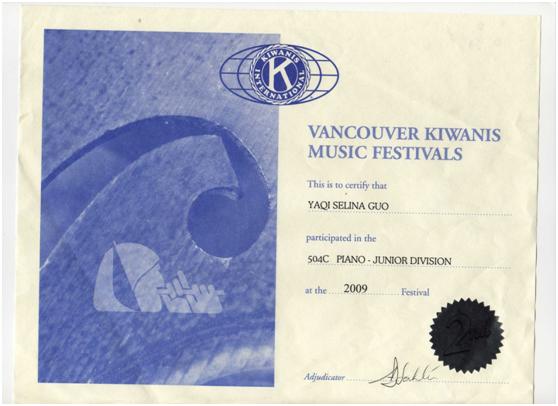 KIWANIS
K
INTERNATIONAL
VANCOUVER KIWANIS
MUSIC FESTIVALS
This is to certify that
YAQI SELINA GUO
participated in the
504C PIANO - JUNIOR DIVISION
at the 2009 Festival
2nd
Adjudicator